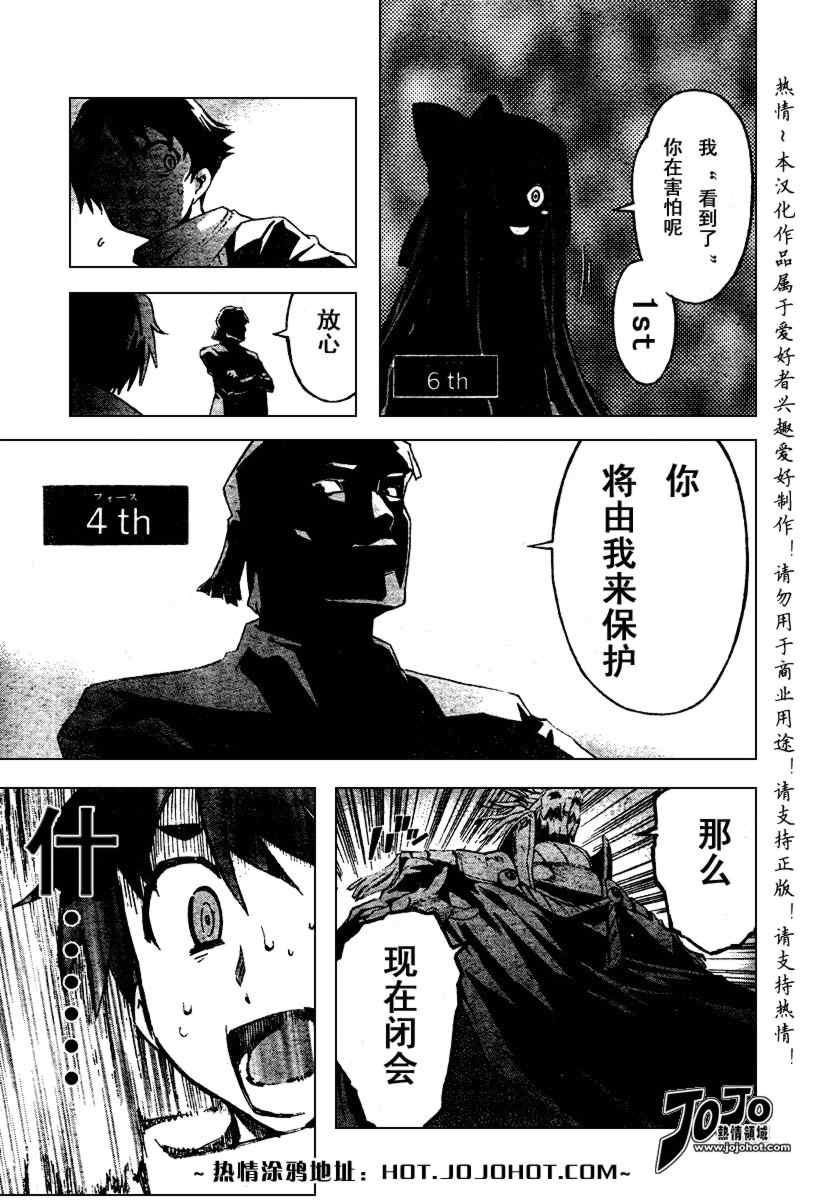 我“看到了”
你在害怕呢
1st
6 th
放心
你
将由我来保护
フォース
4 th
那么
现在闭会
什
・・・・・・
热情~本汉化作品属于爱好者兴趣爱好制作！请勿用于商业用途！请支持正版！请支持热情！
JOJO
熱情領域
www.jojohot.com
~热情涂鸦地址：HOT.JOJOHOT.COM~